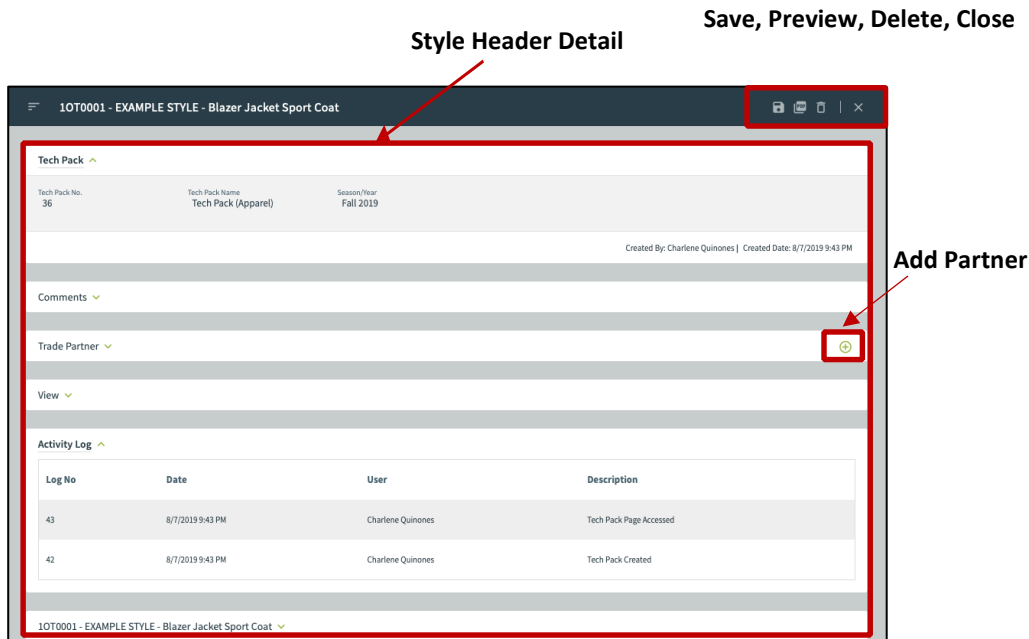 Save, Preview, Delete, Close
Style Header Detail
1OT0001 - EXAMPLE STYLE - Blazer Jacket Sport Coat
PDF
Tech Pack
Tech Pack No. Tech Pack Name Season/Year
36 Tech Pack (Apparel) Fall 2019
Created By: Charlene Quinones | Created Date: 8/7/2019 9:43 PM
Add Partner
Comments
Trade Partner
View
Activity Log
Log No Date User Description
43 8/7/2019 9:43 PM Charlene Quinones Tech Pack Page Accessed
42 8/7/2019 9:43 PM Charlene Quinones Tech Pack Created
1OT0001 - EXAMPLE STYLE - Blazer Jacket Sport Coat